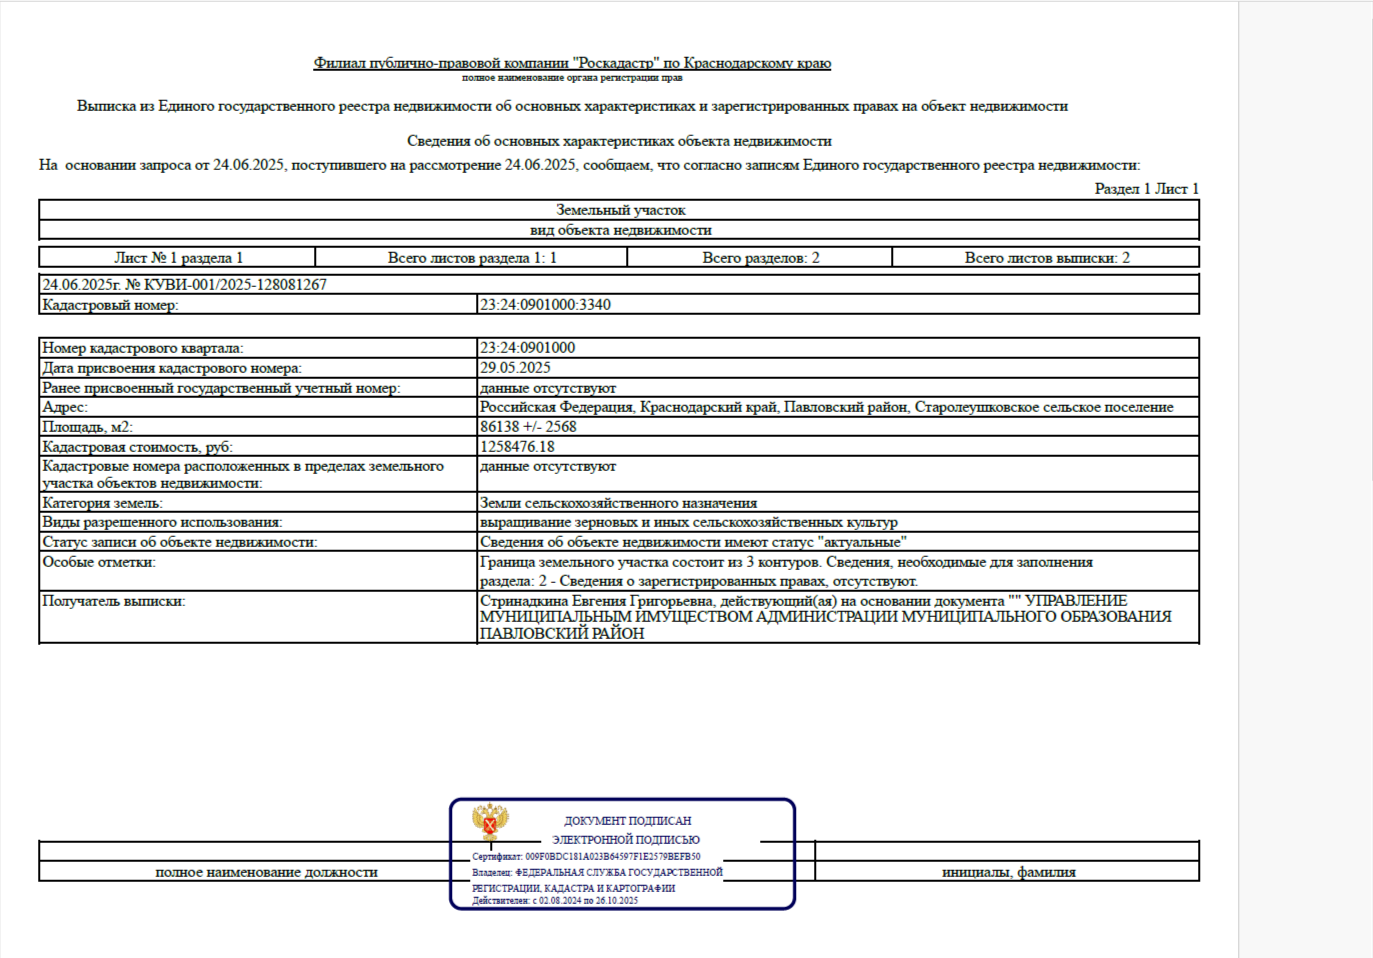 Филиал публично-правовой компании "Роскадастр" по Краснодарскому краю
полное наименование органа регистрации прав
Выписка из Единого государственного реестра недвижимости об основных характеристиках и зарегистрированных правах на объект недвижимости
Сведения об основных характеристиках объекта недвижимости
На основании запроса от 24.06.2025, поступившего на рассмотрение 24.06.2025, сообщаем, что согласно записям Единого государственного реестра недвижимости:
Раздел 1 Лист 1
Земельный участок
вид объекта недвижимости
Лист № 1 раздела 1 Всего листов раздела 1: 1 Всего разделов: 2 Всего листов выписки: 2
24.06.2025г. № КУВИ-001/2025-128081267
Кадастровый номер: 23:24:0901000:3340
Номер кадастрового квартала: 23:24:0901000
Дата присвоения кадастрового номера: 29.05.2025
Ранее присвоенный государственный учетный номер: данные отсутствуют
Адрес: Российская Федерация, Краснодарский край, Павловский район, Старолеушковское сельское поселение
Площадь, м2: 86138 +/- 2568
Кадастровая стоимость, руб: 1258476.18
Кадастровые номера расположенных в пределах земельного данные отсутствуют
участка объектов недвижимости:
Категория земель: Земли сельскохозяйственного назначения
Виды разрешенного использования: выращивание зерновых и иных сельскохозяйственных культур
Статус записи об объекте недвижимости: Сведения об объекте недвижимости имеют статус "актуальные"
Особые отметки: Граница земельного участка состоит из 3 контуров. Сведения, необходимые для заполнения
раздела: 2 - Сведения о зарегистрированных правах, отсутствуют.
Получатель выписки: Стринадкина Евгения Григорьевна, действующий(ая) на основании документа "" УПРАВЛЕНИЕ
МУНИЦИПАЛЬНЫМ ИМУЩЕСТВОМ АДМИНИСТРАЦИИ МУНИЦИПАЛЬНОГО ОБРАЗОВАНИЯ
ПАВЛОВСКИЙ РАЙОН
ДОКУМЕНТ ПОДПИСАН
ЭЛЕКТРОННОЙ ПОДПИСЬЮ
Сертификат: 009F0BDC181A023B64597F1E2579BEFB50
Владелец: ФЕДЕРАЛЬНАЯ СЛУЖБА ГОСУДАРСТВЕННОЙ
РЕГИСТРАЦИИ, КАДАСТРА И КАРТОГРАФИИ
Действителен: с 02.08.2024 по 26.10.2025
полное наименование должности инициалы, фамилия